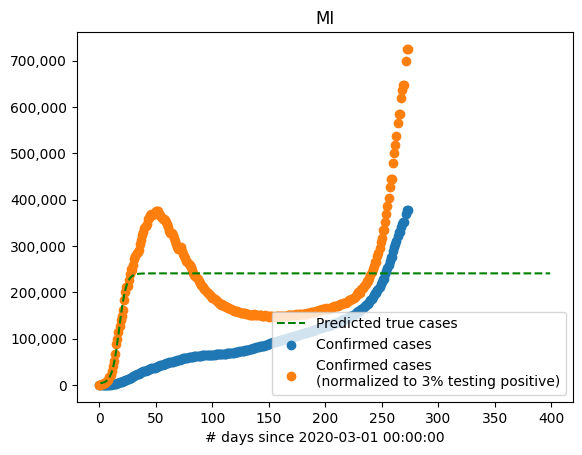 MI
700,000
600,000
500,000
400,000
300,000
200,000
100,000
0
Predicted true cases
Confirmed cases
Confirmed cases
(normalized to 3% testing positive)
0 50 100 150 200 250 300 350 400
# days since 2020-03-01 00:00:00